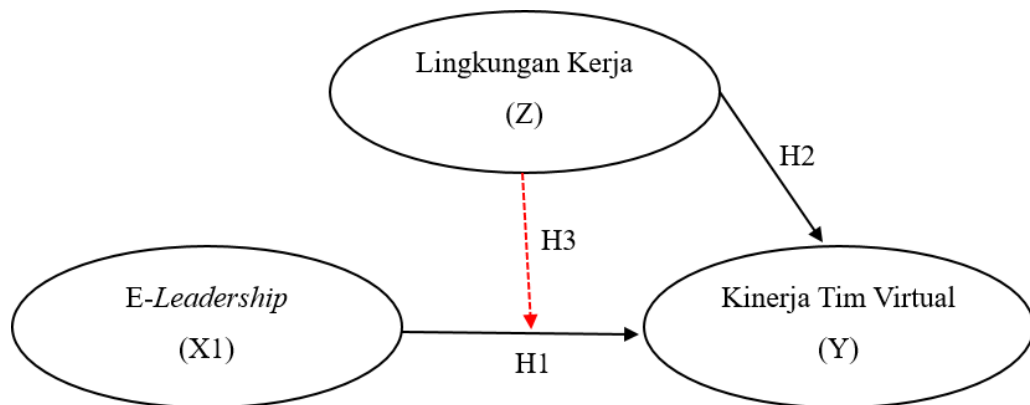 Lingkungan Kerja
(Z)
H2
H3
E-Leadership
(X1)
Kinerja Tim Virtual
(Y)
H1